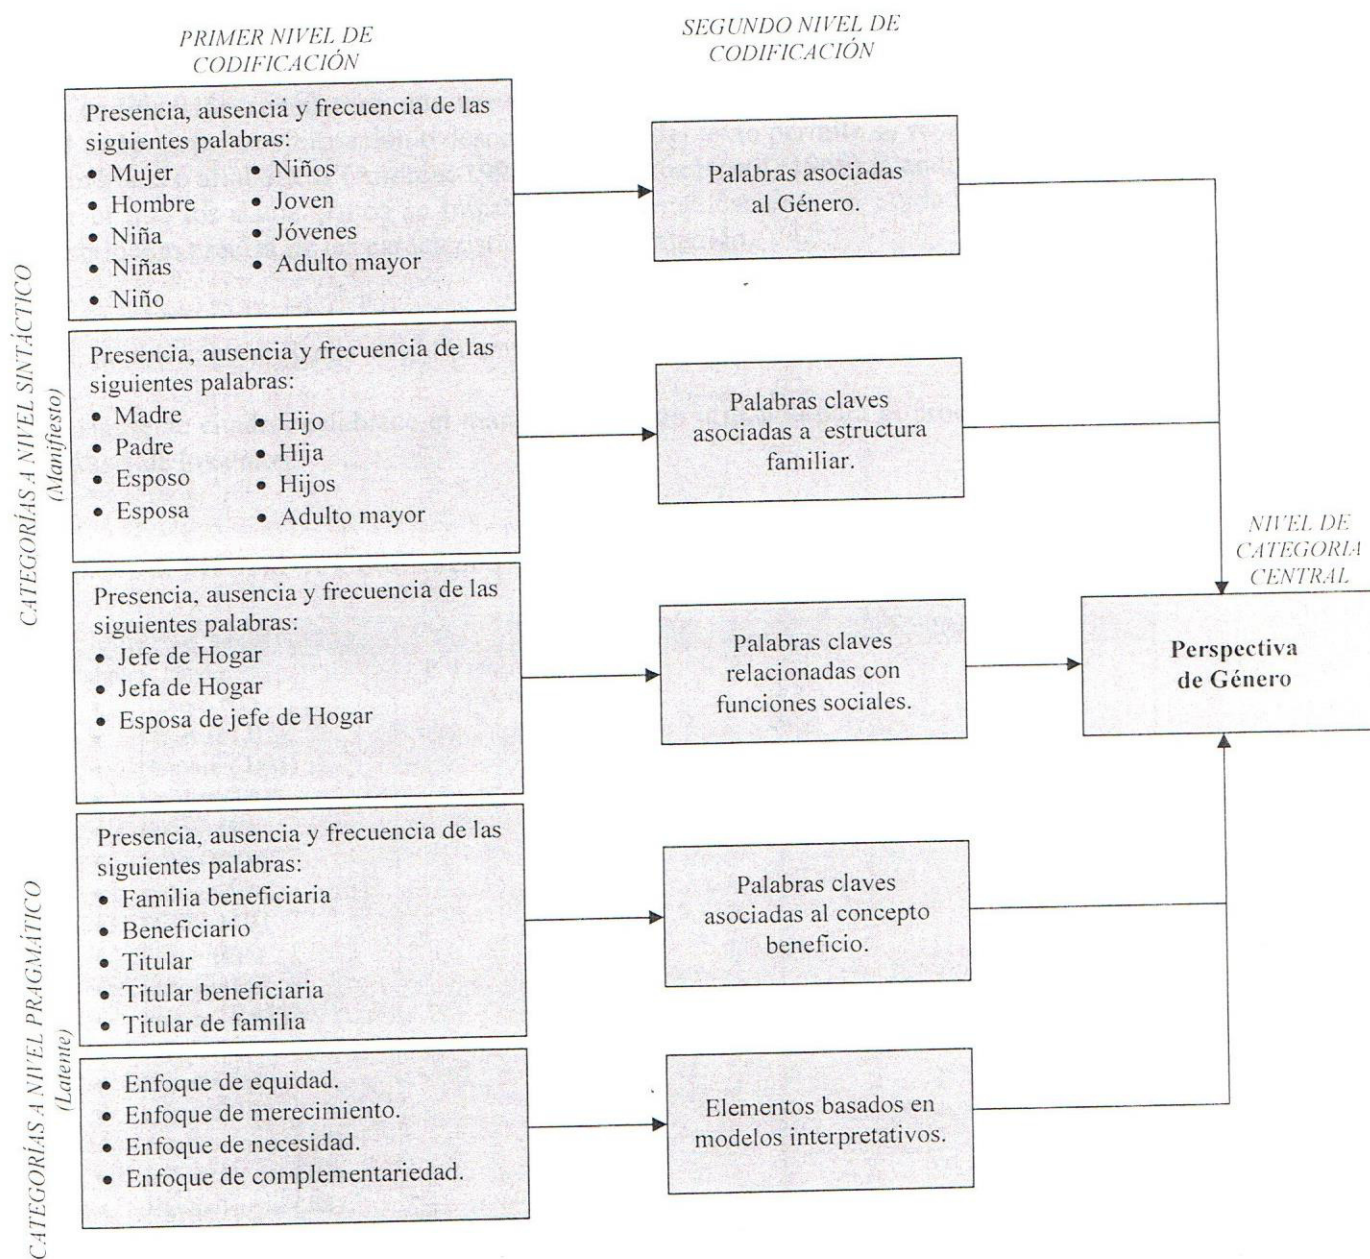 PRIMER NIVEL DE
CODIFICACIÓN
SEGUNDO NIVEL DE
CODIFICACIÓN
CATEGORÍAS A NIVEL SINTÁCTICO
(Manifiesto)
Presencia, ausencia y frecuencia de las
siguientes palabras:
• Mujer
• Hombre
• Niña
• Niñas
• Niño
• Niños
• Joven
• Jóvenes
• Adulto mayor
Palabras asociadas
al Género.
Presencia, ausencia y frecuencia de las
siguientes palabras:
• Madre
• Padre
• Esposo
• Esposa
• Hijo
• Hija
• Hijos
• Adulto mayor
Palabras claves
asociadas a estructura
familiar.
Presencia, ausencia y frecuencia de las
siguientes palabras:
• Jefe de Hogar
• Jefa de Hogar
• Esposa de jefe de Hogar
Palabras claves
relacionadas con
funciones sociales.
NIVEL DE
CATEGORIA
CENTRAL
Perspectiva
de Género
CATEGORÍAS A NIVEL PRAGMÁTICO
(Latente)
Presencia, ausencia y frecuencia de las
siguientes palabras:
• Familia beneficiaria
• Beneficiario
• Titular
• Titular beneficiaria
• Titular de familia
Palabras claves
asociadas al concepto
beneficio.
• Enfoque de equidad.
• Enfoque de merecimiento.
• Enfoque de necesidad.
• Enfoque de complementariedad.
Elementos basados en
modelos interpretativos.